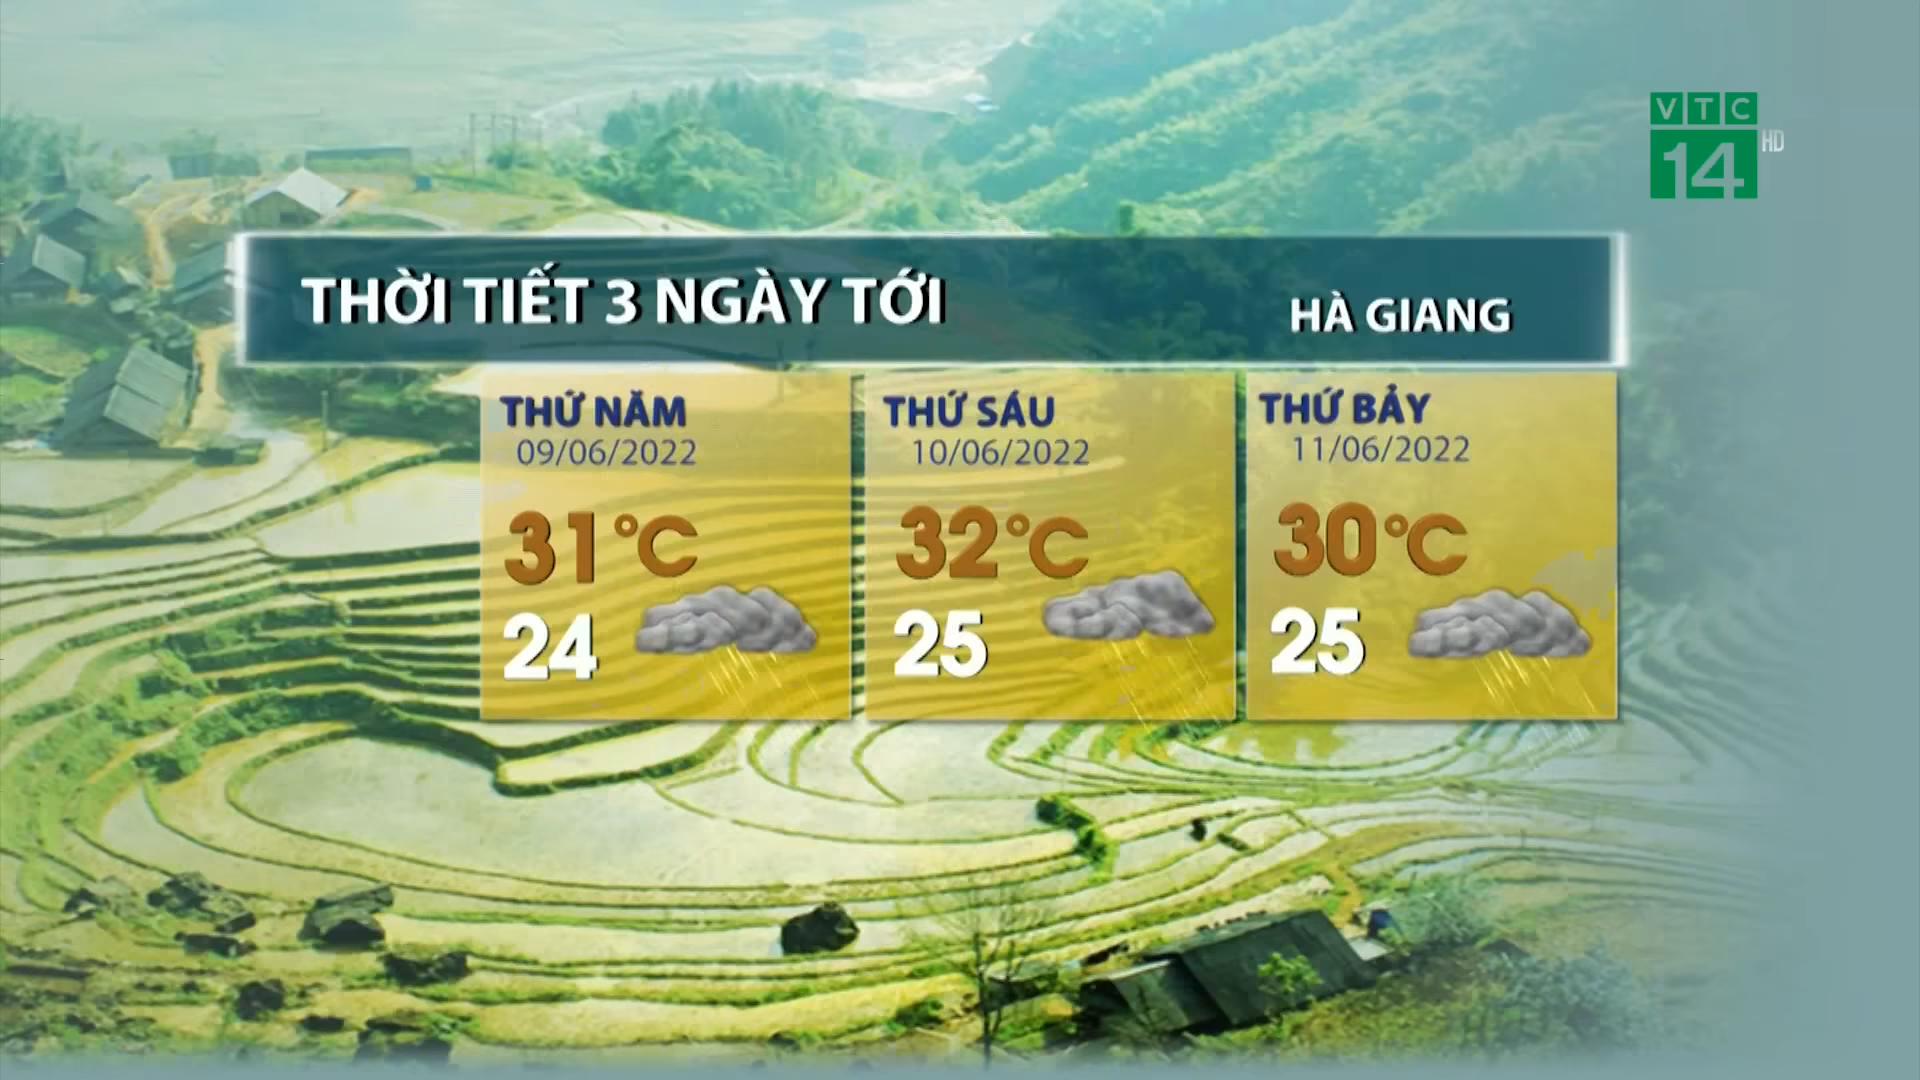 VTC
14 HD
THỜI TIẾT 3 NGÀY TỚI
HÀ GIANG
THỨ NĂM
09/06/2022
31°C
24
THỨ SÁU
10/06/2022
32°C
25
THỨ BẢY
11/06/2022
30°C
25